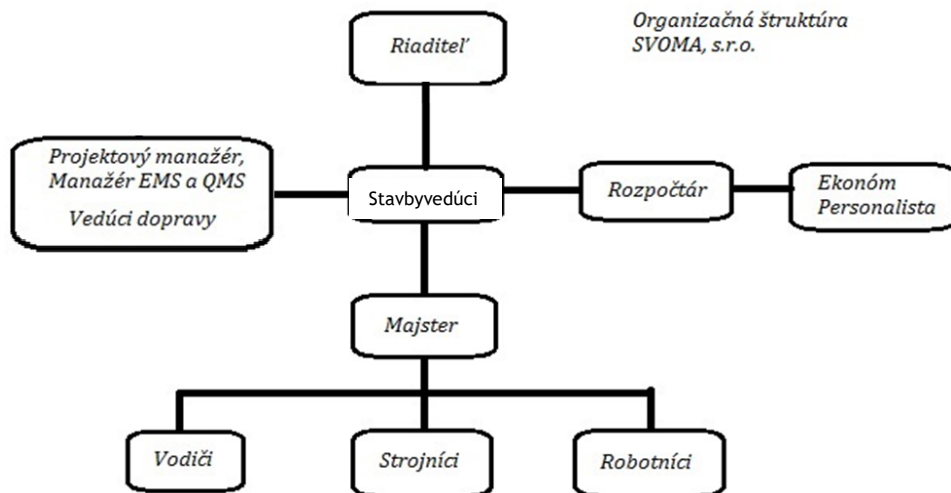 Organizačná štruktúra
SVOMA, s.r.o.
Riaditeľ
Projektový manažér,
Manažér EMS a QMS
Vedúci dopravy
Stavbyvedúci
Rozpočtár
Ekonóm
Personalista
Majster
Vodiči
Strojníci
Robotníci